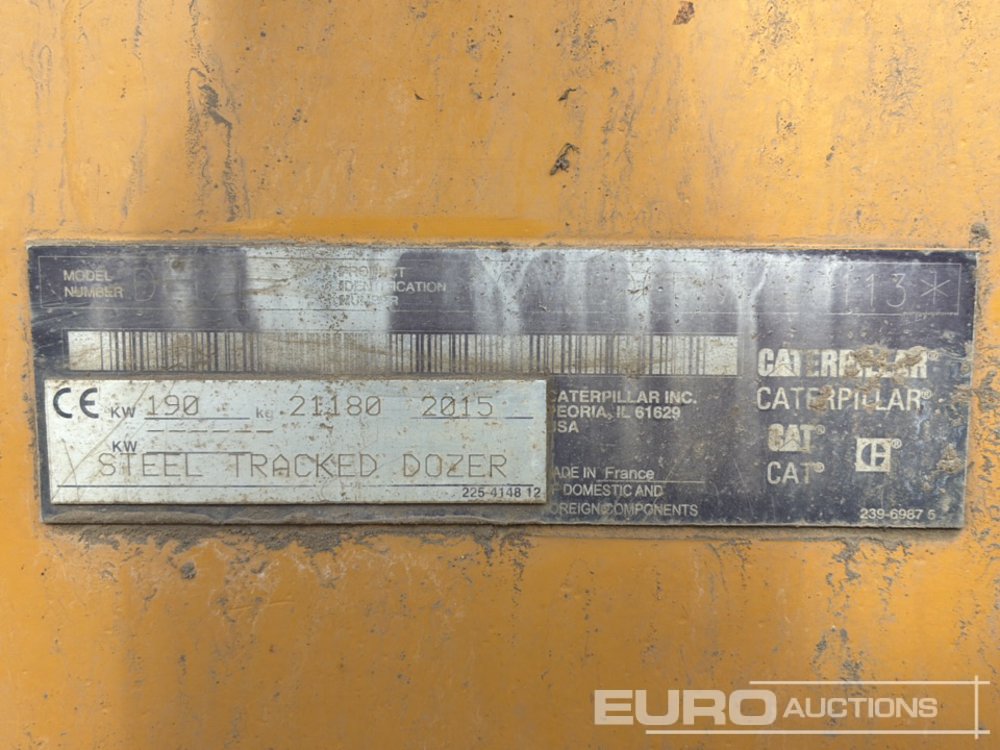 MODEL
NUMBER D
PRODUCT
IDENTIFICATION
NUMBER
113*
CE KW 190 kg 21180 2015
KW
STEEL TRACKED DOZER
225-4148 12
CATERPILLAR INC.
PEORIA, IL 61629
USA
MADE IN France
OF DOMESTIC AND
FOREIGN COMPONENTS
CATERPILLAR®
CATERPILLAR®
CAT®
CAT®
239-6987 5
EURO AUCTIONS